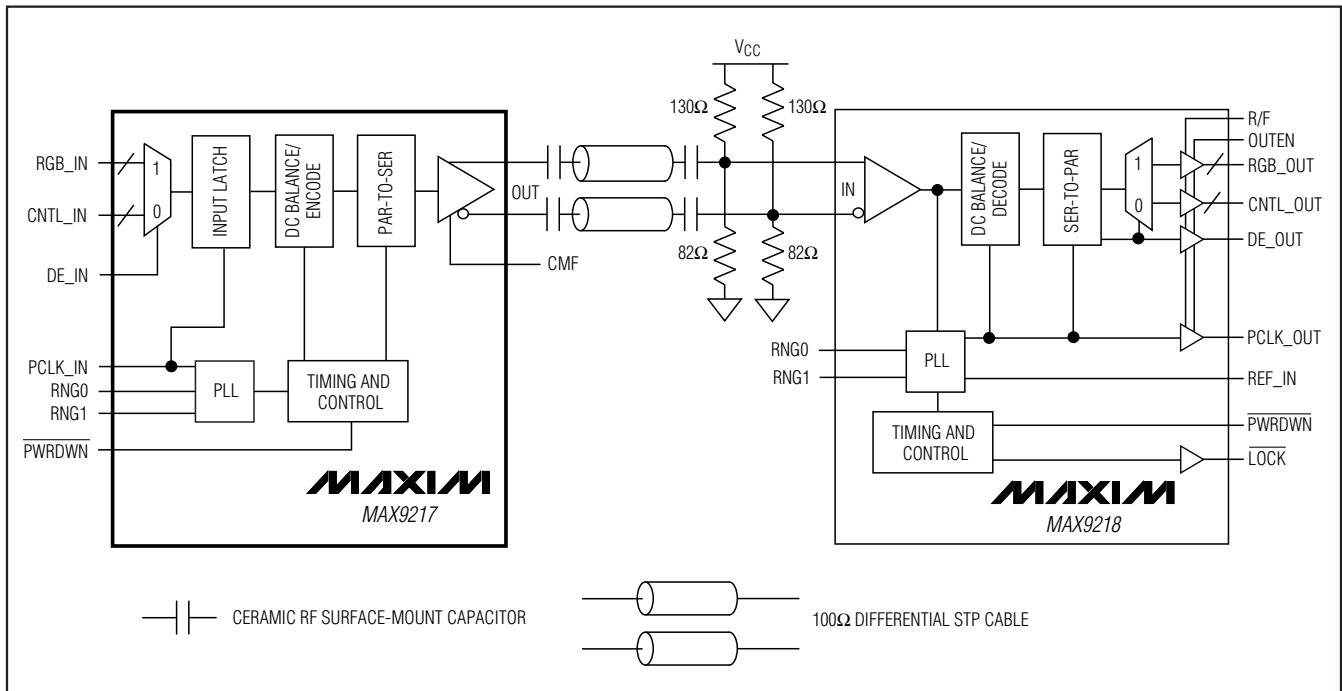 VCC
130Ω
130Ω
RGB_IN
CNTL_IN
DE_IN
PCLK_IN
RNG0
RNG1
PWRDWN
1
0
INPUT LATCH
DC BALANCE/
ENCODE
PAR-TO-SER
PLL
TIMING AND
CONTROL
MAXIM
MAX9217
OUT
CMF
82Ω
82Ω
IN
DC BALANCE/
DECODE
SER-TO-PAR
1
0
RNG0
RNG1
PLL
TIMING AND
CONTROL
MAXIM
MAX9218
R/F
OUTEN
RGB_OUT
CNTL_OUT
DE_OUT
PCLK_OUT
REF_IN
PWRDWN
LOCK
CERAMIC RF SURFACE-MOUNT CAPACITOR
100Ω DIFFERENTIAL STP CABLE